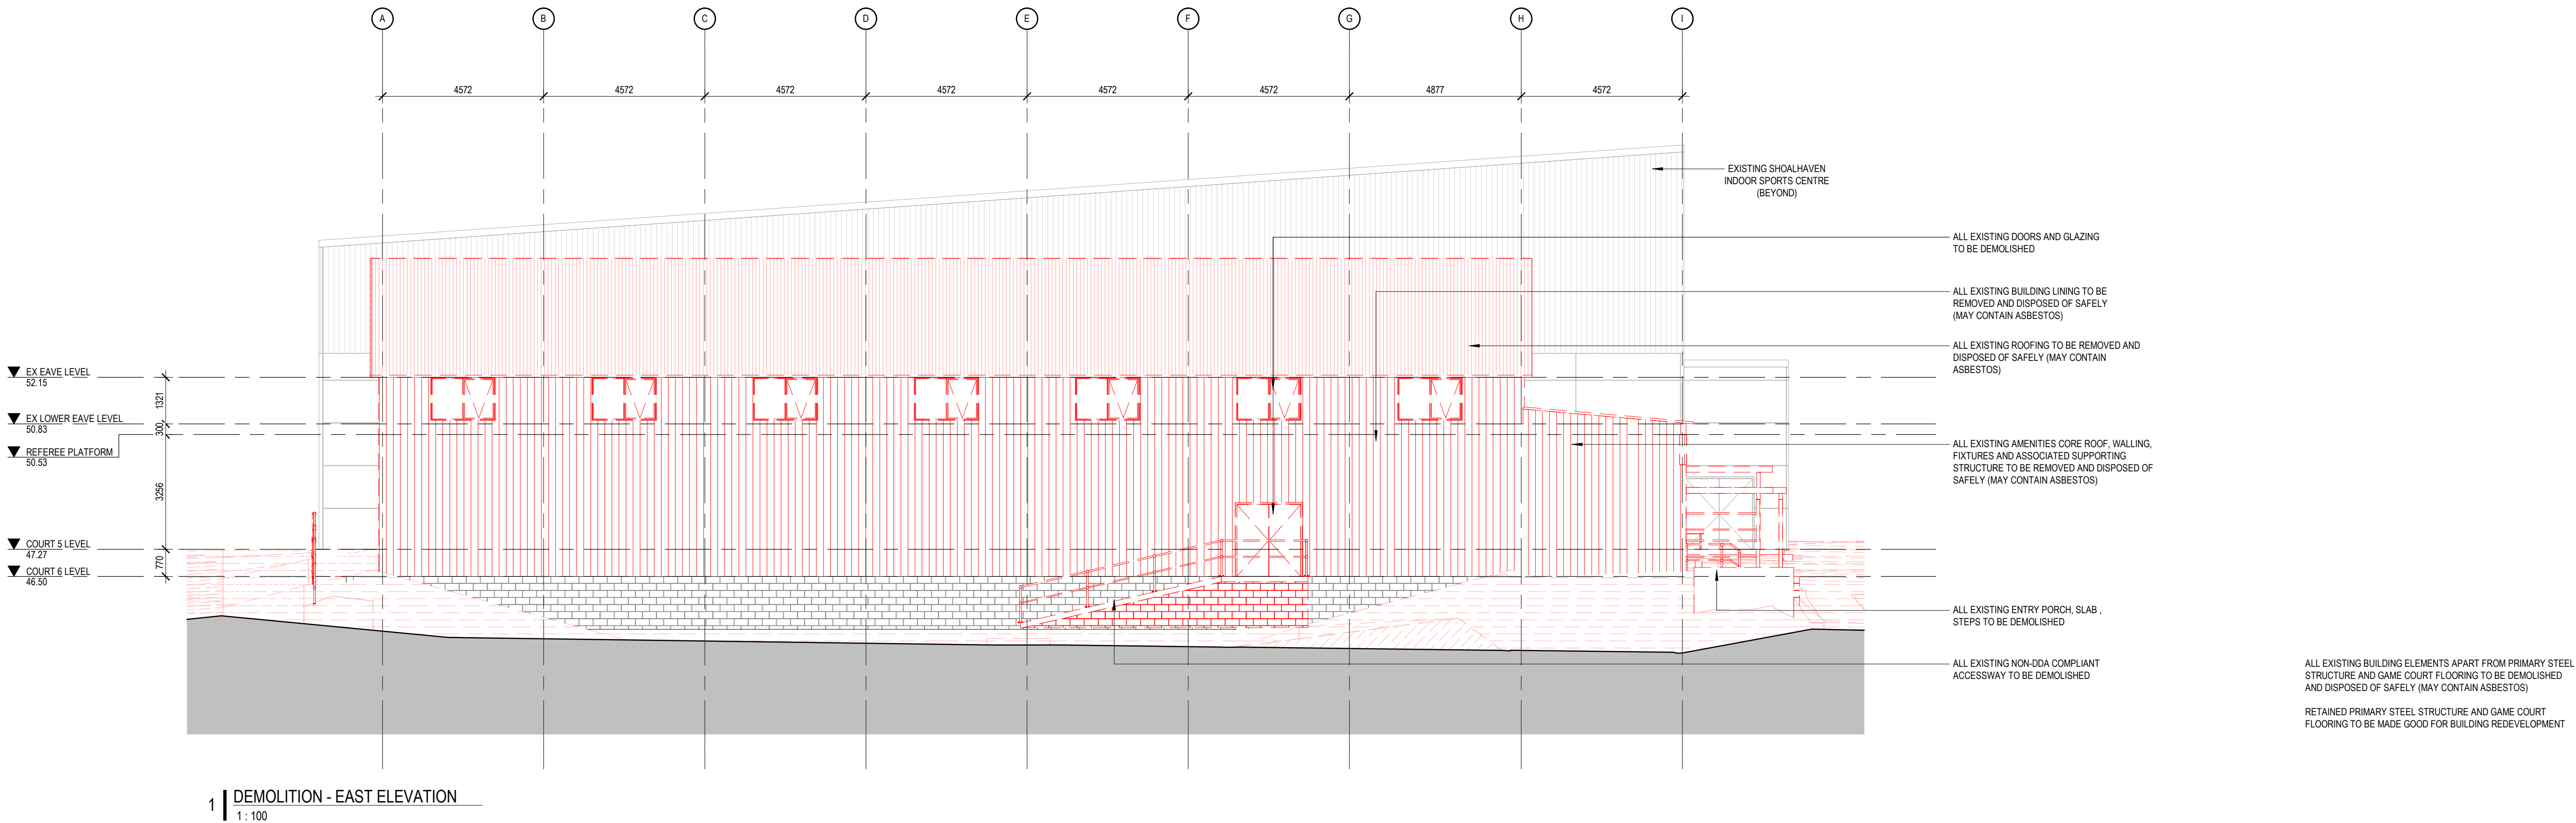 A
B
C
D
E
F
G
H
I
4572
4572
4572
4572
4572
4572
4877
4572
EXISTING SHOALHAVEN
INDOOR SPORTS CENTRE
(BEYOND)
ALL EXISTING DOORS AND GLAZING
TO BE DEMOLISHED
ALL EXISTING BUILDING LINING TO BE
REMOVED AND DISPOSED OF SAFELY
(MAY CONTAIN ASBESTOS)
ALL EXISTING ROOFING TO BE REMOVED AND
DISPOSED OF SAFELY (MAY CONTAIN
ASBESTOS)
EX EAVE LEVEL
52.15
1321
EX LOWER EAVE LEVEL
50.83
300
REFEREE PLATFORM
50.53
ALL EXISTING AMENITIES CORE ROOF, WALLING,
FIXTURES AND ASSOCIATED SUPPORTING
STRUCTURE TO BE REMOVED AND DISPOSED OF
SAFELY (MAY CONTAIN ASBESTOS)
3256
COURT 5 LEVEL
47.27
770
COURT 6 LEVEL
46.50
ALL EXISTING ENTRY PORCH, SLAB ,
STEPS TO BE DEMOLISHED
ALL EXISTING NON-DDA COMPLIANT
ACCESSWAY TO BE DEMOLISHED
ALL EXISTING BUILDING ELEMENTS APART FROM PRIMARY STEEL
STRUCTURE AND GAME COURT FLOORING TO BE DEMOLISHED
AND DISPOSED OF SAFELY (MAY CONTAIN ASBESTOS)
RETAINED PRIMARY STEEL STRUCTURE AND GAME COURT
FLOORING TO BE MADE GOOD FOR BUILDING REDEVELOPMENT
1
DEMOLITION - EAST ELEVATION
1 : 100